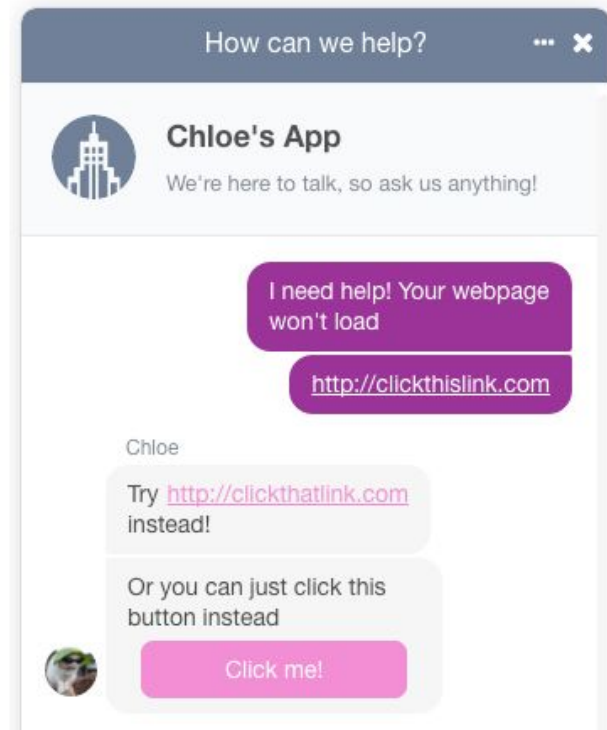 How can we help?
Chloe's App
We're here to talk, so ask us anything!
I need help! Your webpage
won't load
http://clickthislink.com
Chloe
Try http://clickthatlink.com
instead!
Or you can just click this
button instead
Click me!